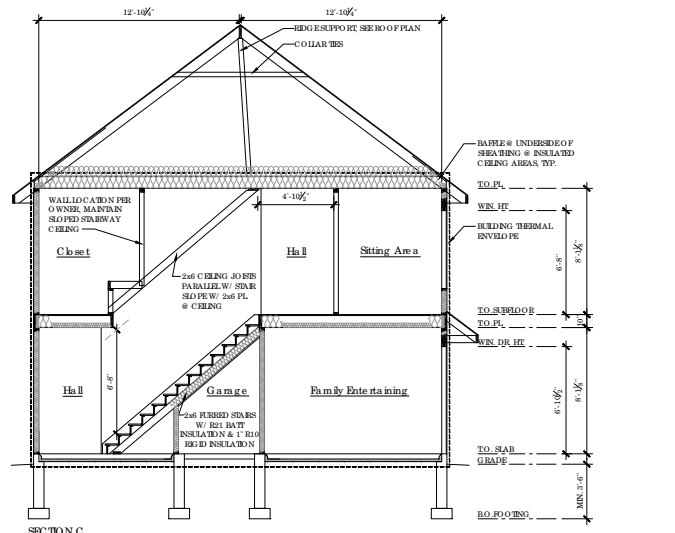 12'-10¼" 12'-10¼"
RIDGE SUPPORT, SEE ROOF PLAN
COLLAR TIES
BAFFLE @ UNDERSIDE OF
SHEATHING @ INSULATED
CEILING AREAS, TYP.
T.O. PL
WALL LOCATION PER
OWNER, MAINTAIN
SLOPED STAIRWAY
CEILING
4'-10½"
WIN. HT
BUILDING THERMAL
ENVELOPE
Closet
Hall
Sitting Area
6'-8"
8'-1⅛"
2x6 CEILING JOISTS
PARALLEL W/ STAIR
SLOPE W/ 2x6 PL
@ CEILING
T.O. SUBFLOOR
10"
T.O. PL
WIN. DR. HT
6'-8"
Hall
Garage
Family Entertaining
6'-10½"
8'-1⅛"
2x6 FURRED STAIRS
W/ R21 BATT
INSULATION & 1" R10
RIGID INSULATION
T.O. SLAB
GRADE
MIN. 3'-6"
B.O. FOOTING
SECTION C